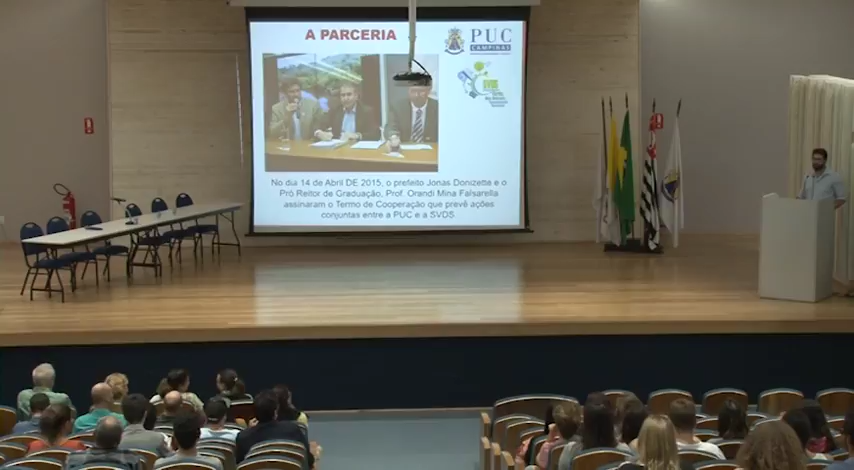 A PARCERIA
PUC
CAMPINAS
No dia 14 de Abril DE 2015, o prefeito Jonas Donizette e o
Pró Reitor de Graduação, Prof. Orandi Mina Falsarella
assinaram o Termo de Cooperação que prevê ações
conjuntas entre a PUC e a SVDS